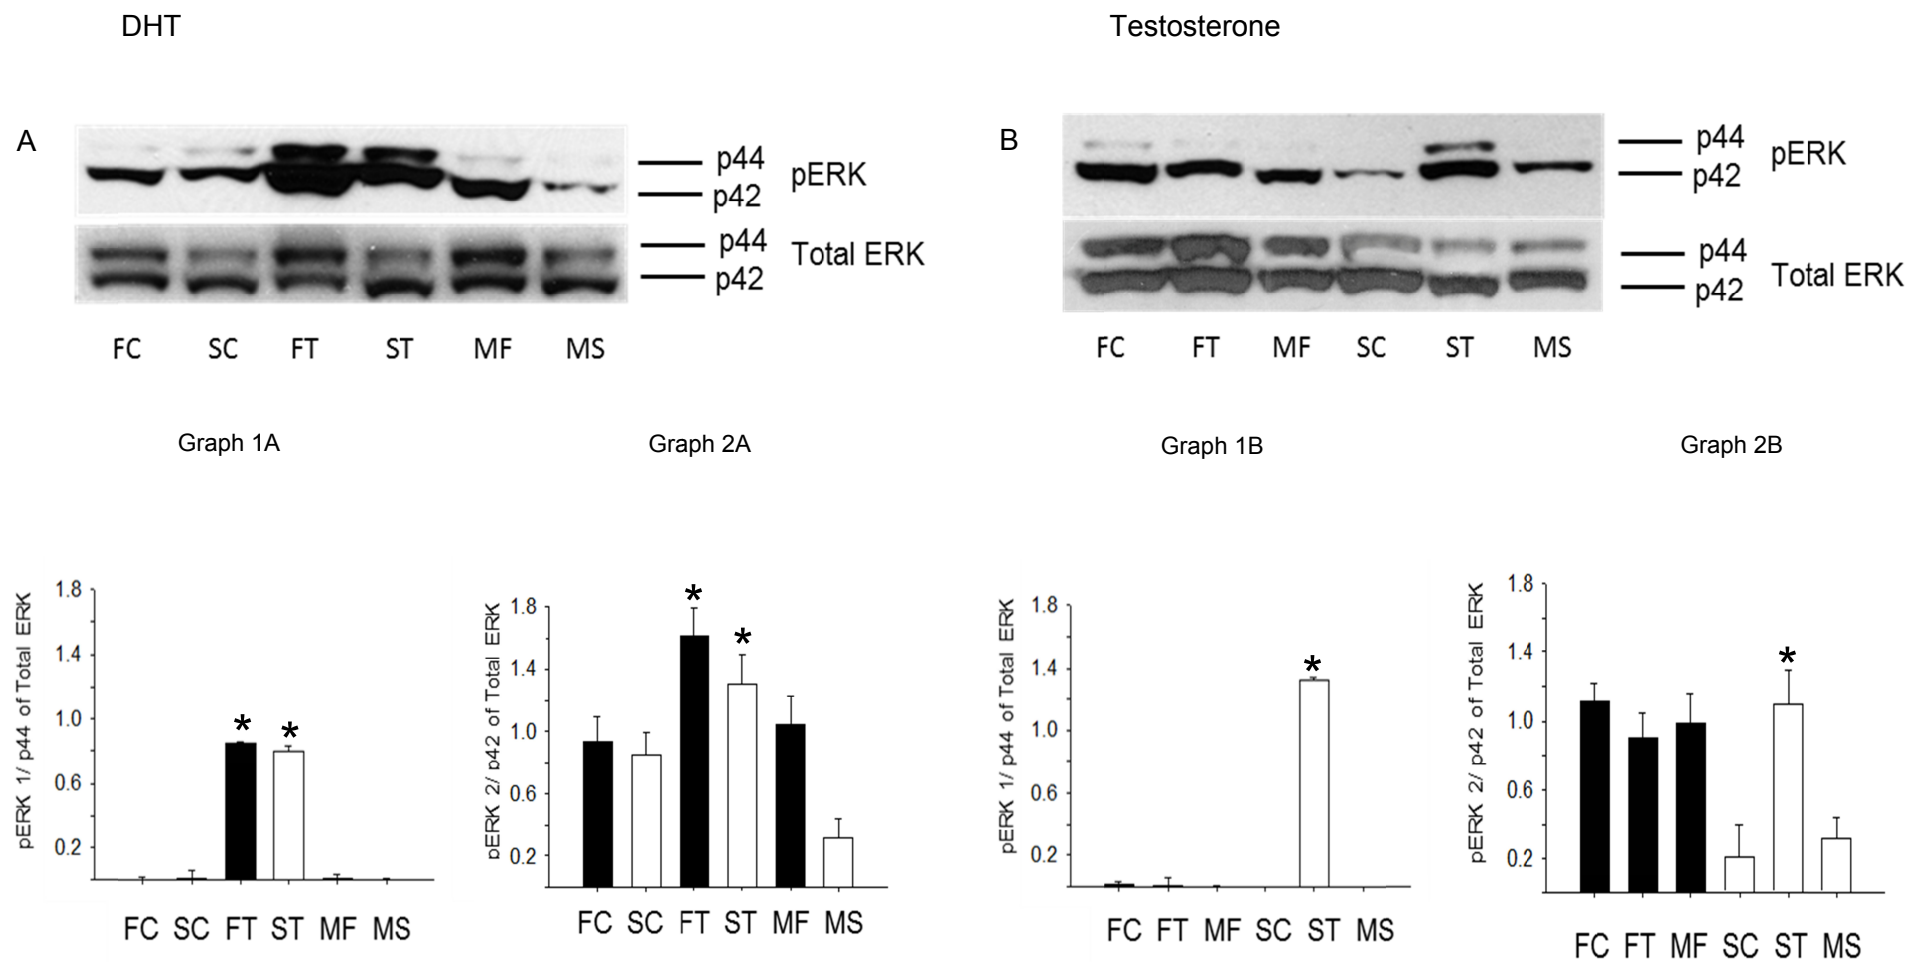 DHT
Testosterone
A
p44
p42
pERK
p44
p42
Total ERK
FC SC FT ST MF MS
B
p44
p42
pERK
p44
p42
Total ERK
FC FT MF SC ST MS
Graph 1A
Graph 2A
Graph 1B
Graph 2B
pERK 1/ p44 of Total ERK
1.8
1.4
1.0
0.6
0.2
* *
FC SC FT ST MF MS
pERK 2/ p42 of Total ERK
1.8
1.4
1.0
0.6
0.2
*
*
FC SC FT ST MF MS
pERK 1/ p44 of Total ERK
1.8
1.4
1.0
0.6
0.2
*
FC FT MF SC ST MS
pERK 2/ p42 of Total ERK
1.8
1.4
1.0
0.6
0.2
*
FC FT MF SC ST MS